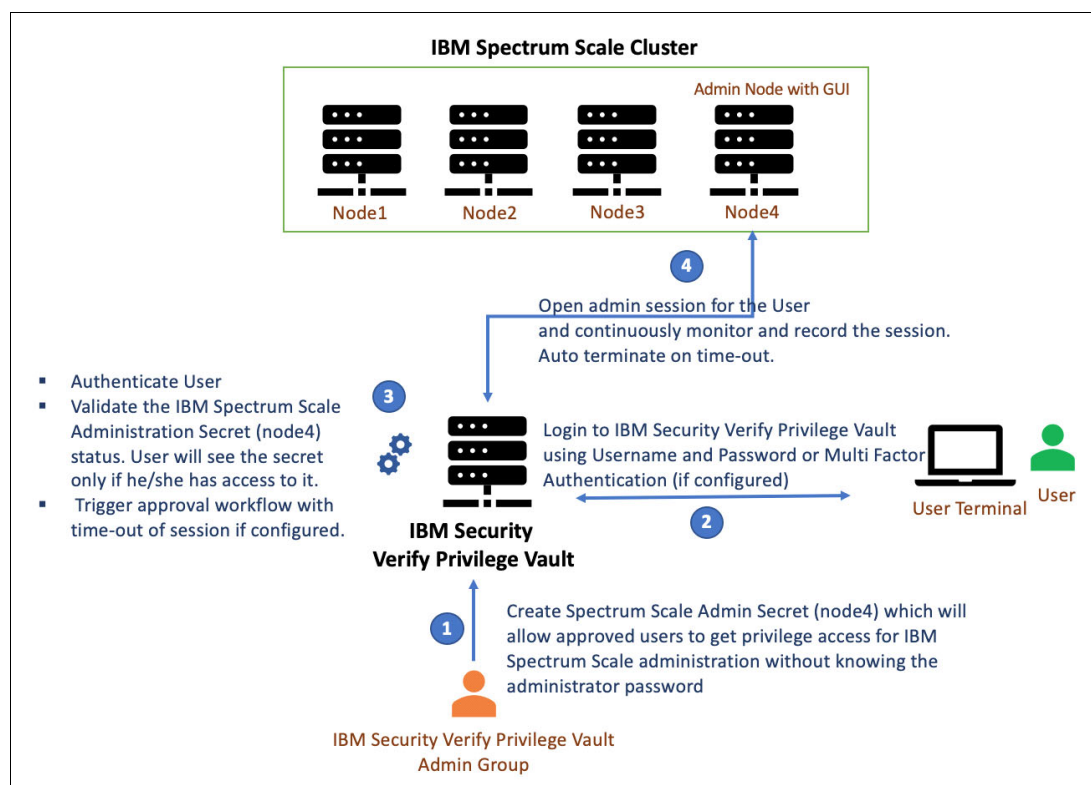 IBM Spectrum Scale Cluster
Admin Node with GUI
Node1
Node2
Node3
Node4
4
Open admin session for the User
and continuously monitor and record the session.
Auto terminate on time-out.
▪ Authenticate User
▪ Validate the IBM Spectrum Scale
Administration Secret (node4)
status. User will see the secret
only if he/she has access to it.
▪ Trigger approval workflow with
time-out of session if configured.
3
IBM Security
Verify Privilege Vault
Login to IBM Security Verify Privilege Vault
using Username and Password or Multi Factor
Authentication (if configured)
2
User Terminal
User
1
Create Spectrum Scale Admin Secret (node4) which will
allow approved users to get privilege access for IBM
Spectrum Scale administration without knowing the
administrator password
IBM Security Verify Privilege Vault
Admin Group